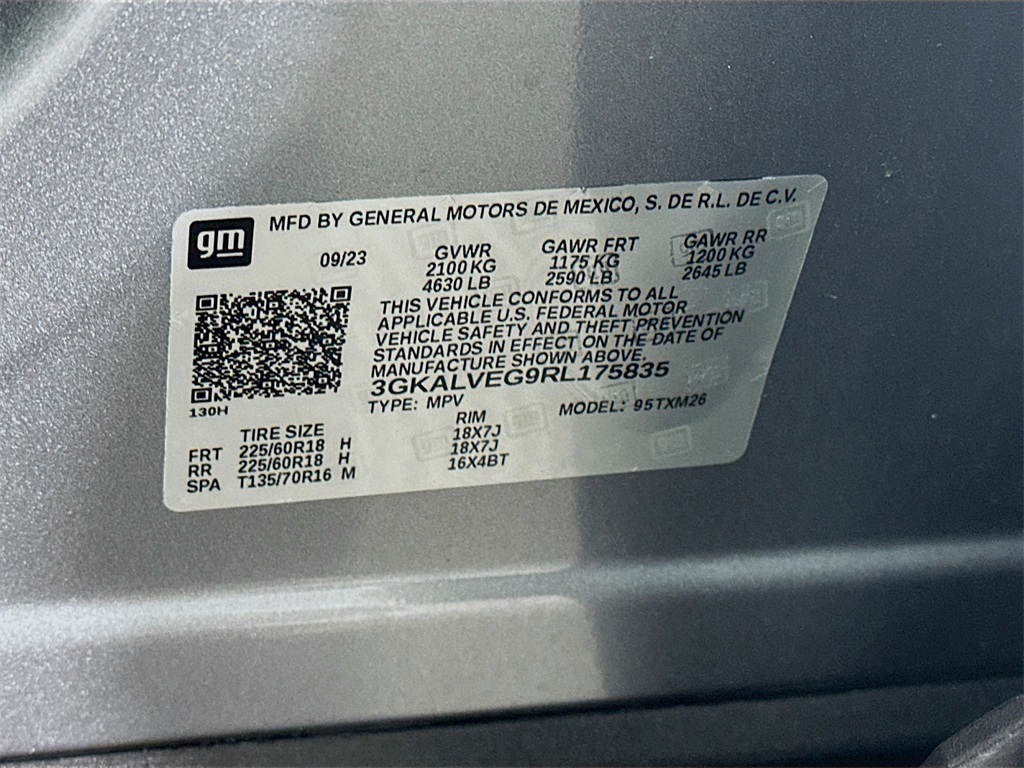 gm
MFD BY GENERAL MOTORS DE MEXICO, S. DE R.L. DE C.V.
09/23 GVWR GAWR FRT GAWR RR
2100 KG 1175 KG 1200 KG
4630 LB 2590 LB 2645 LB
THIS VEHICLE CONFORMS TO ALL
APPLICABLE U.S. FEDERAL MOTOR
VEHICLE SAFETY AND THEFT PREVENTION
STANDARDS IN EFFECT ON THE DATE OF
MANUFACTURE SHOWN ABOVE.
3GKALVEG9RL175835
130H
TYPE: MPV MODEL: 95TXM26
TIRE SIZE RIM
FRT 225/60R18 H 18X7J
RR 225/60R18 H 18X7J
SPA T135/70R16 M 16X4BT